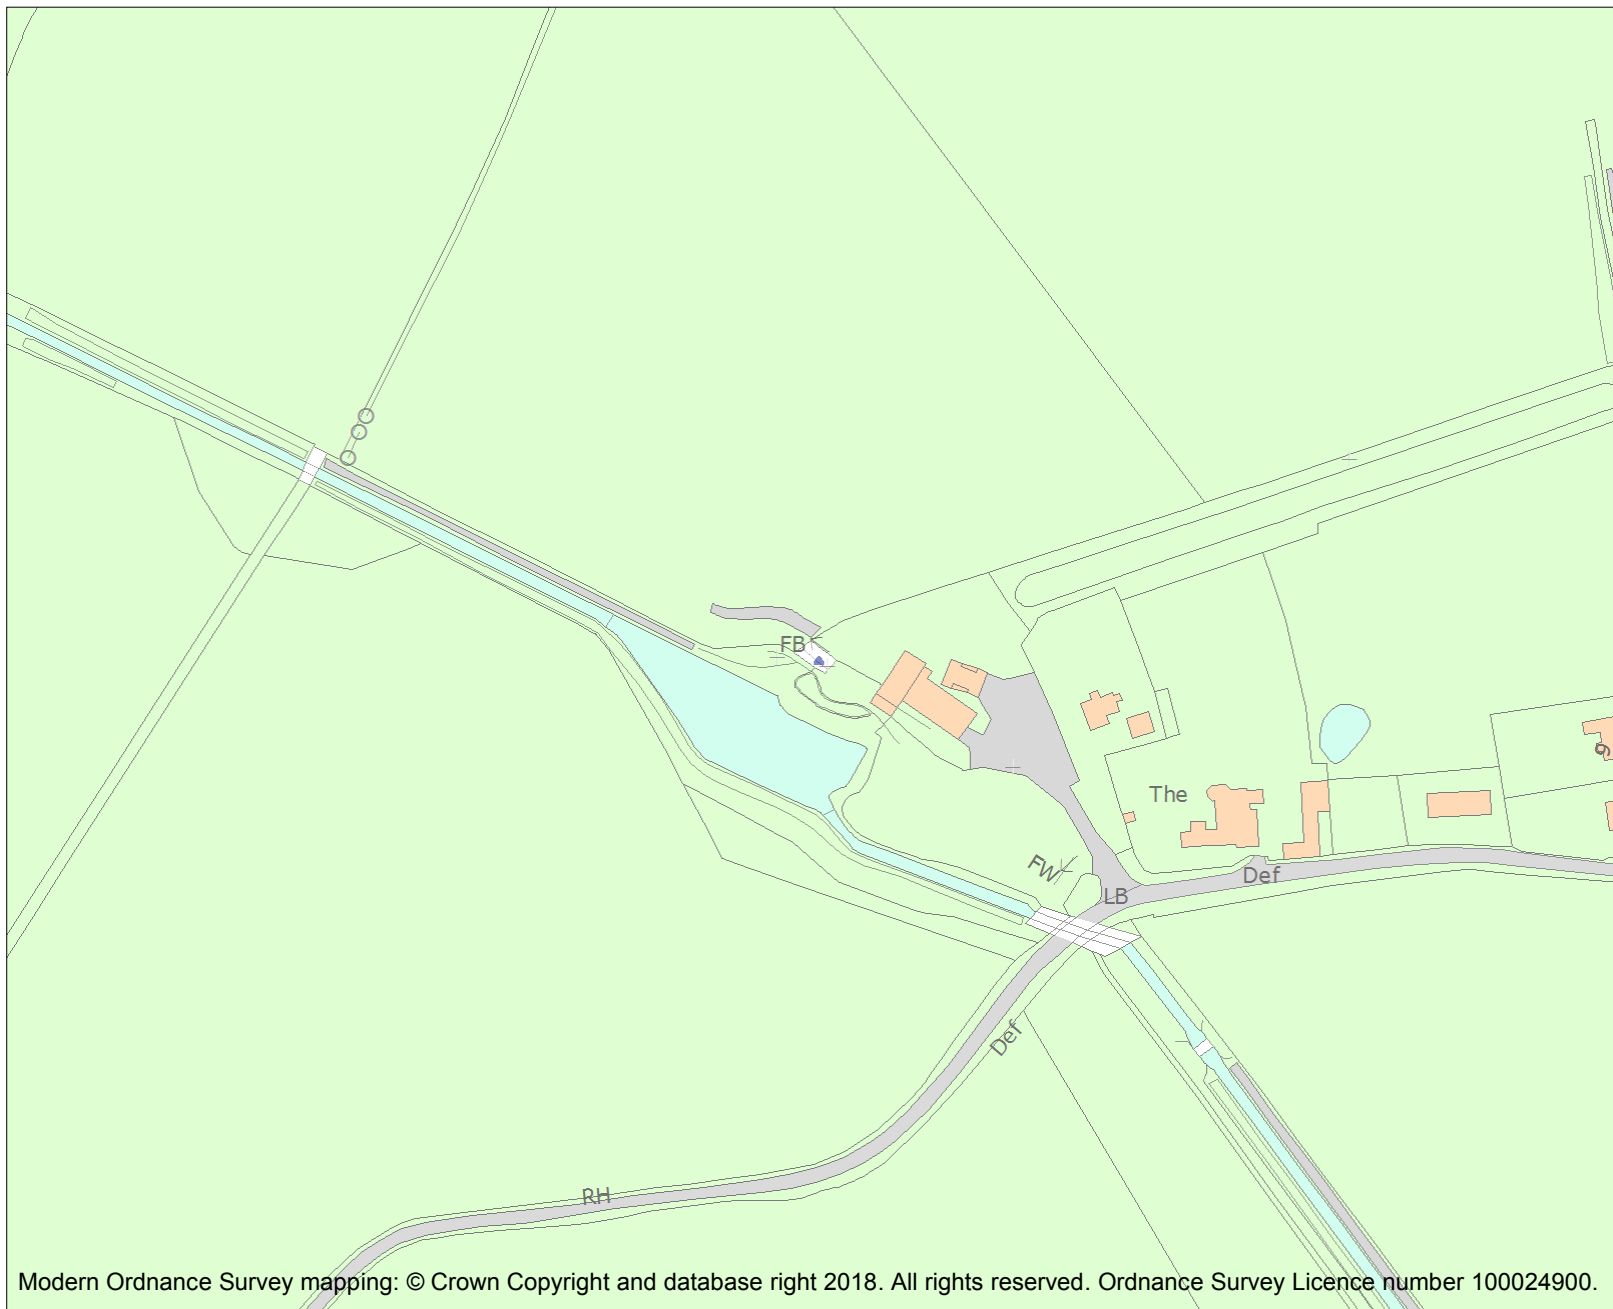 FB
The
9
FW
Def
LB
Def
RH
Modern Ordnance Survey mapping: © Crown Copyright and database right 2018. All rights reserved. Ordnance Survey Licence number 100024900.